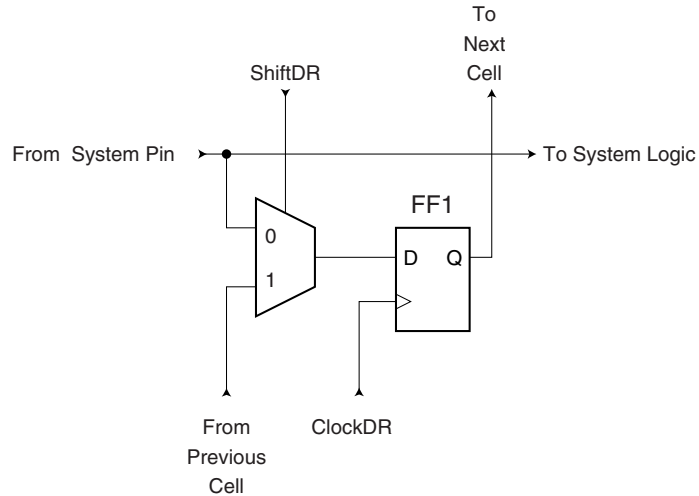 To
Next
Cell
ShiftDR
From System Pin
To System Logic
FF1
0
D Q
1
From
Previous
Cell
ClockDR